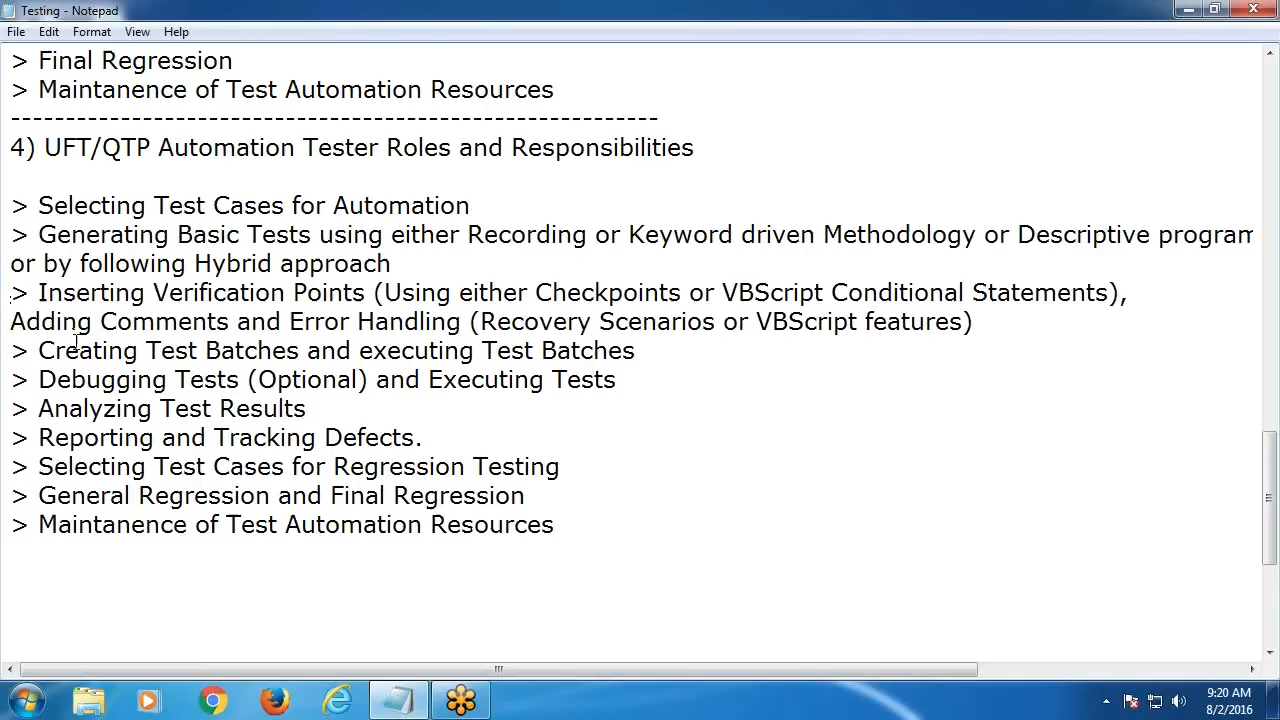 Testing - Notepad
File Edit Format View Help
> Final Regression
> Maintanence of Test Automation Resources
-----------------------------------------------------------
4) UFT/QTP Automation Tester Roles and Responsibilities
> Selecting Test Cases for Automation
> Generating Basic Tests using either Recording or Keyword driven Methodology or Descriptive program
or by following Hybrid approach
> Inserting Verification Points (Using either Checkpoints or VBScript Conditional Statements),
Adding Comments and Error Handling (Recovery Scenarios or VBScript features)
> Creating Test Batches and executing Test Batches
> Debugging Tests (Optional) and Executing Tests
> Analyzing Test Results
> Reporting and Tracking Defects.
> Selecting Test Cases for Regression Testing
> General Regression and Final Regression
> Maintanence of Test Automation Resources
9:20 AM
8/2/2016